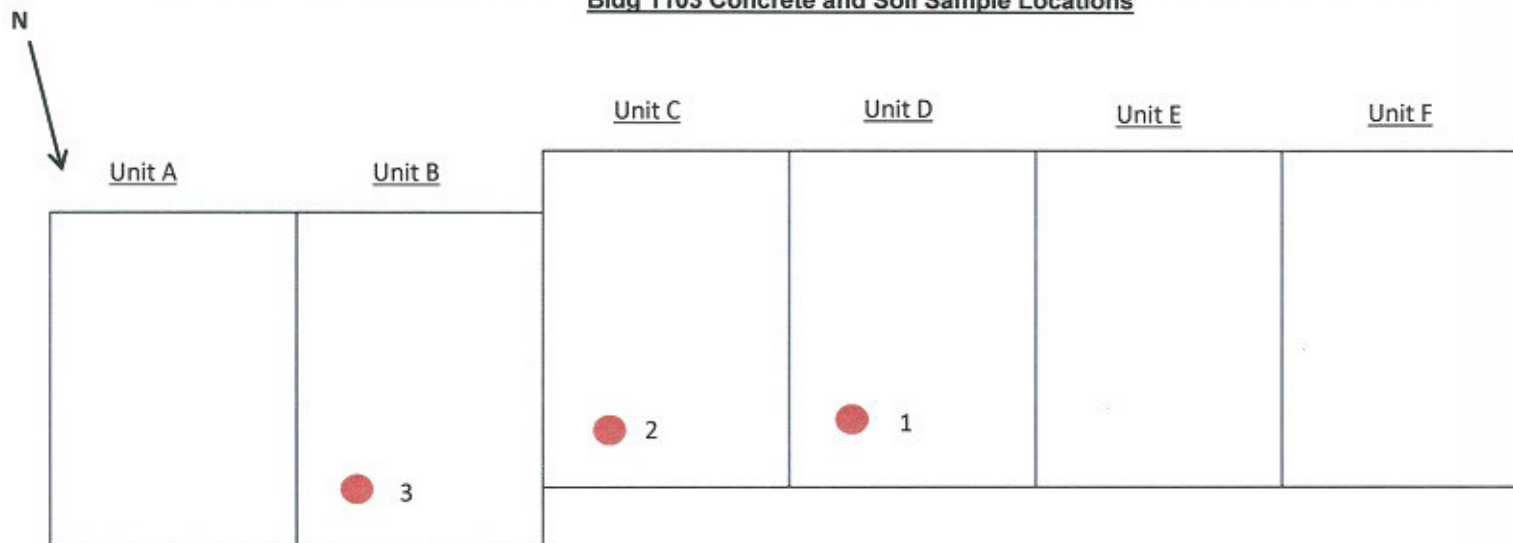 Bldg 1103 Concrete and Soil Sample Locations
N
Unit C
Unit D
Unit E
Unit F
Unit A
Unit B
2
1
3